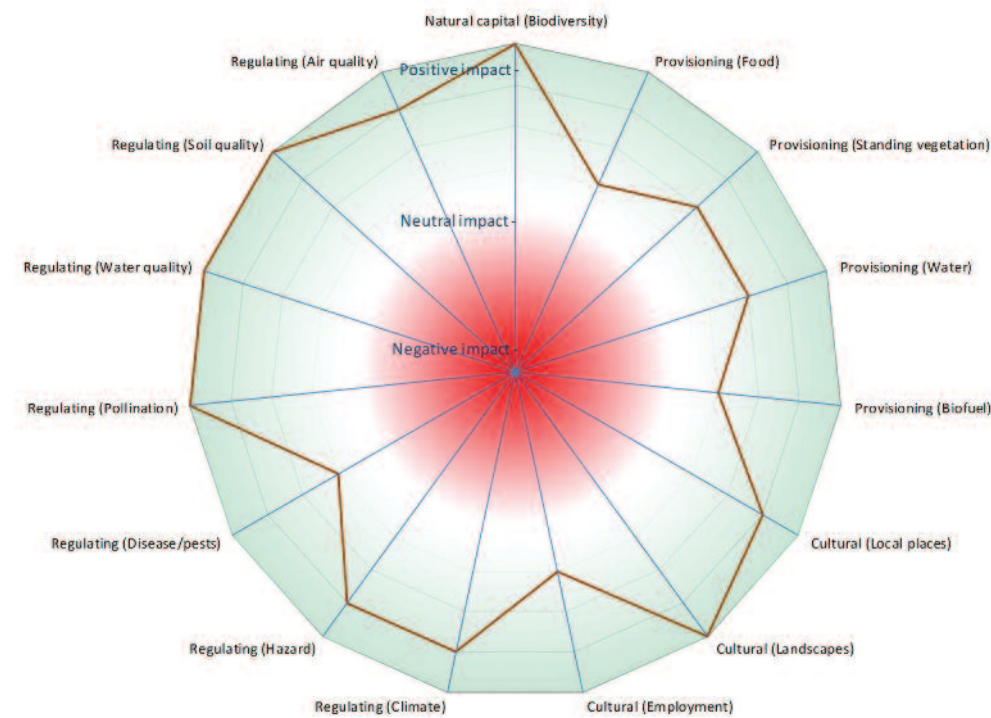 Natural capital (Biodiversity)
Regulating (Air quality)
Positive impact
Provisioning (Food)
Regulating (Soil quality)
Provisioning (Standing vegetation)
Neutral impact
Regulating (Water quality)
Provisioning (Water)
Negative impact
Regulating (Pollination)
Provisioning (Biofuel)
Regulating (Disease/pests)
Cultural (Local places)
Regulating (Hazard)
Cultural (Landscapes)
Regulating (Climate)
Cultural (Employment)